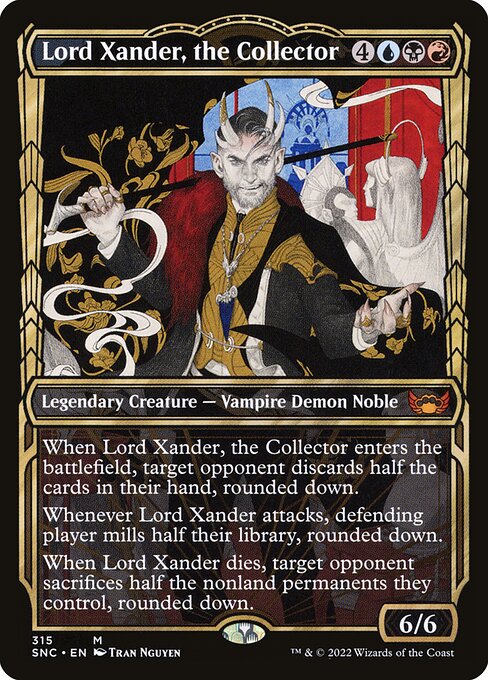 Lord Xander, the Collector 4
Legendary Creature — Vampire Demon Noble
When Lord Xander, the Collector enters the
battlefield, target opponent discards half the
cards in their hand, rounded down.
Whenever Lord Xander attacks, defending
player mills half their library, rounded down.
When Lord Xander dies, target opponent
sacrifices half the nonland permanents they
control, rounded down.
6/6
315 M
SNC • EN Tran Nguyen ™ & © 2022 Wizards of the Coast